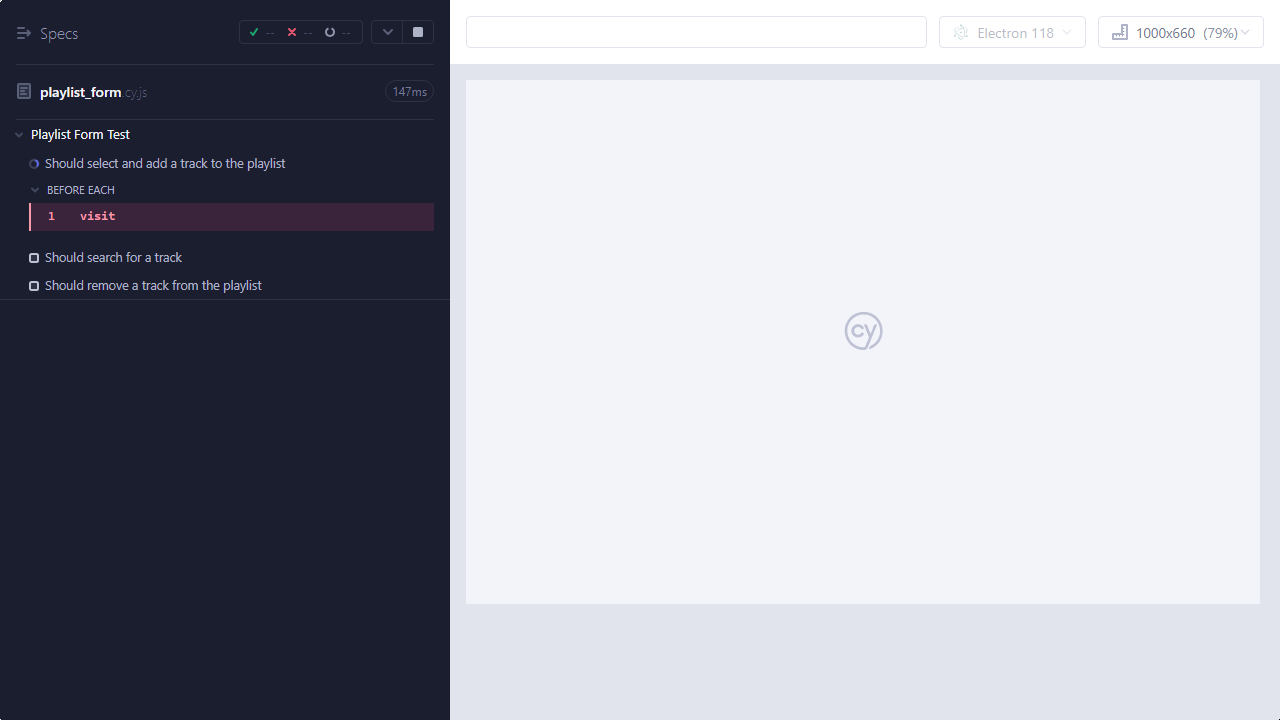 Specs
-- -- --
playlist_form.cy.js
147ms
Playlist Form Test
Should select and add a track to the playlist
BEFORE EACH
1 visit
Should search for a track
Should remove a track from the playlist
Electron 118
1000x660 (79%)
cy